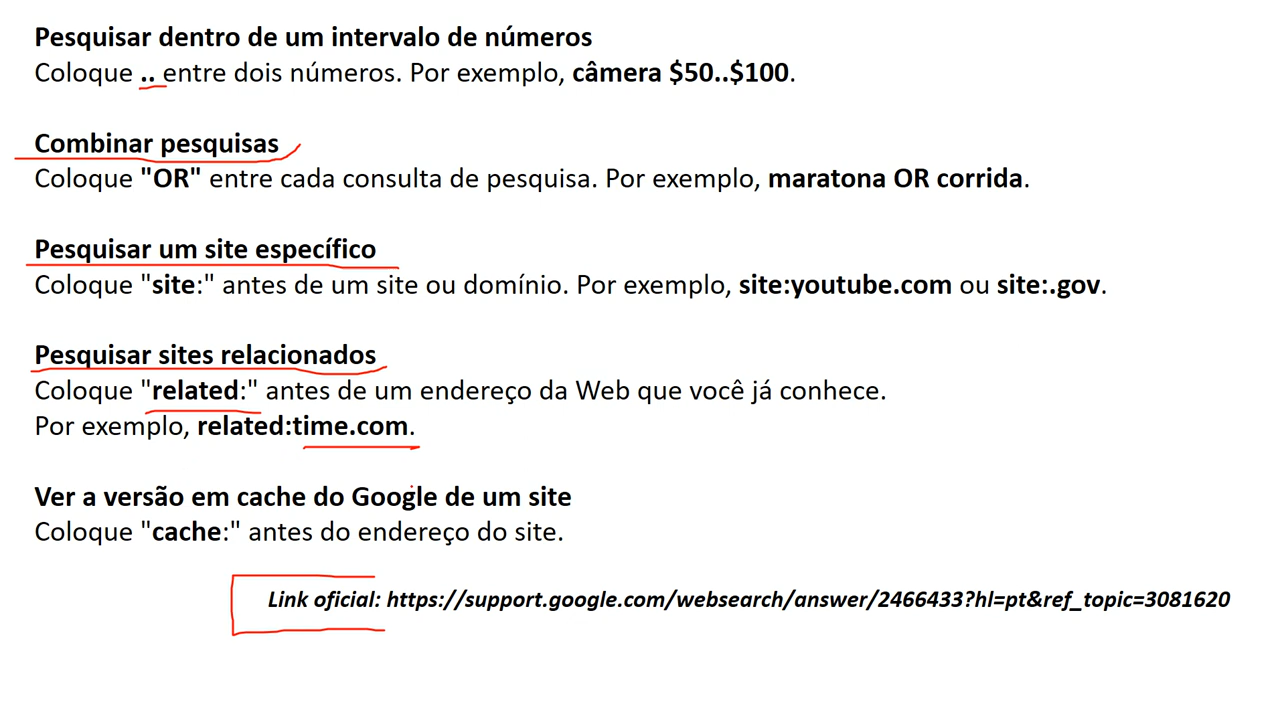 Pesquisar dentro de um intervalo de números
Coloque .. entre dois números. Por exemplo, câmera $50..$100.
Combinar pesquisas
Coloque "OR" entre cada consulta de pesquisa. Por exemplo, maratona OR corrida.
Pesquisar um site específico
Coloque "site:" antes de um site ou domínio. Por exemplo, site:youtube.com ou site:.gov.
Pesquisar sites relacionados
Coloque "related:" antes de um endereço da Web que você já conhece.
Por exemplo, related:time.com.
Ver a versão em cache do Google de um site
Coloque "cache:" antes do endereço do site.
Link oficial: https://support.google.com/websearch/answer/2466433?hl=pt&ref_topic=3081620